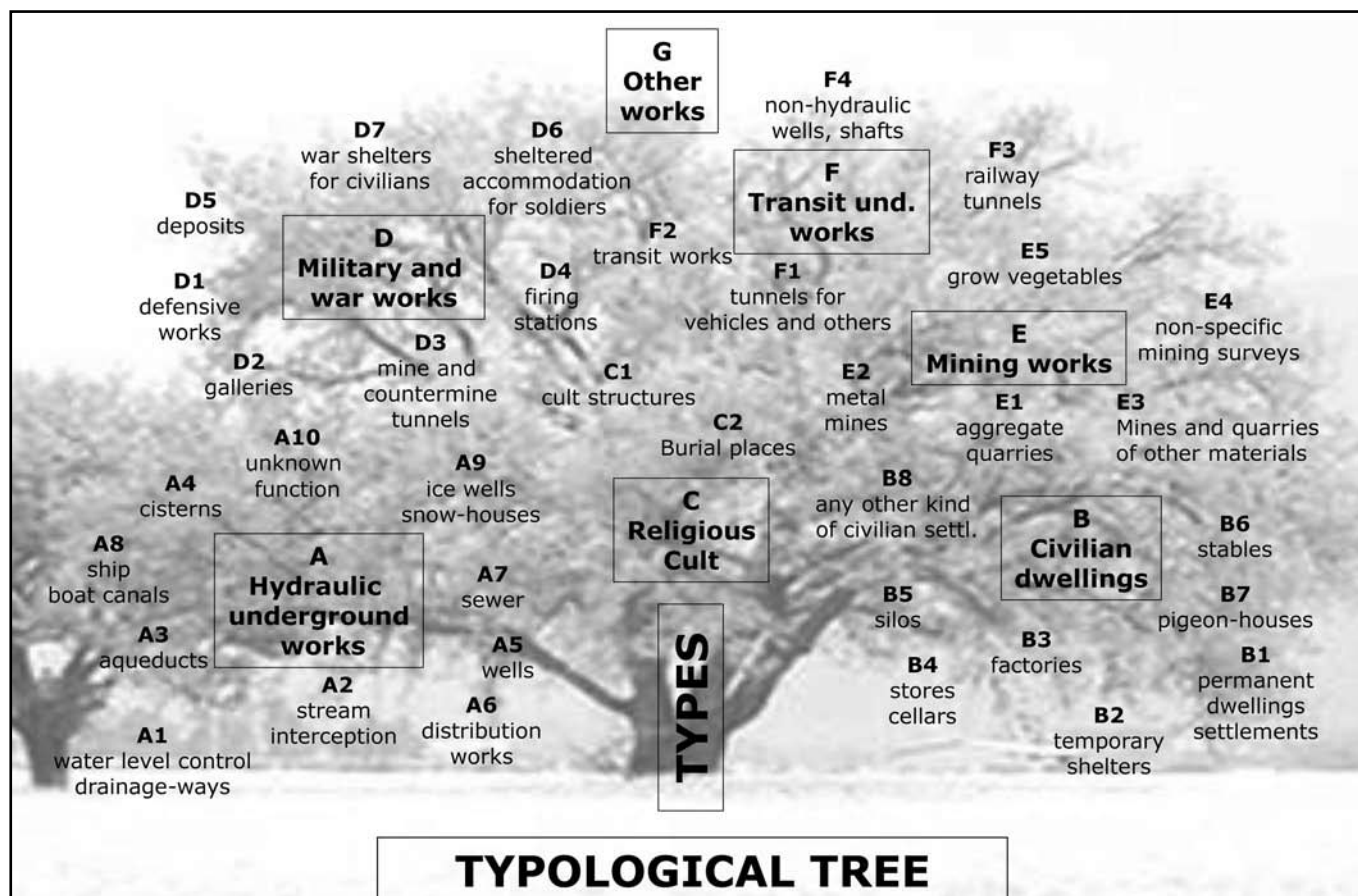 G
Other
works
F4
non-hydraulic
wells, shafts
D7
war shelters
for civilians
D6
sheltered
accommodation
for soldiers
F3
railway
tunnels
F
Transit und.
works
D5
deposits
D
Military and
war works
F2
transit works
E5
grow vegetables
D1
defensive
works
D4
firing
stations
F1
tunnels for
vehicles and others
E4
non-specific
mining surveys
E
Mining works
D2
galleries
D3
mine and
countermine
tunnels
C1
cult structures
E2
metal
mines
E1
aggregate
quarries
E3
Mines and quarries
of other materials
C2
Burial places
A10
unknown
function
A9
ice wells
snow-houses
A4
cisterns
B8
any other kind
of civilian settl.
C
Religious
Cult
B
Civilian
dwellings
B6
stables
A8
ship
boat canals
A
Hydraulic
underground
works
A7
sewer
B5
silos
B7
pigeon-houses
A3
aqueducts
A5
wells
B3
factories
B4
stores
cellars
B1
permanent
dwellings
settlements
A2
stream
interception
A6
distribution
works
B2
temporary
shelters
A1
water level control
drainage-ways
TYPES
TYPOLOGICAL TREE